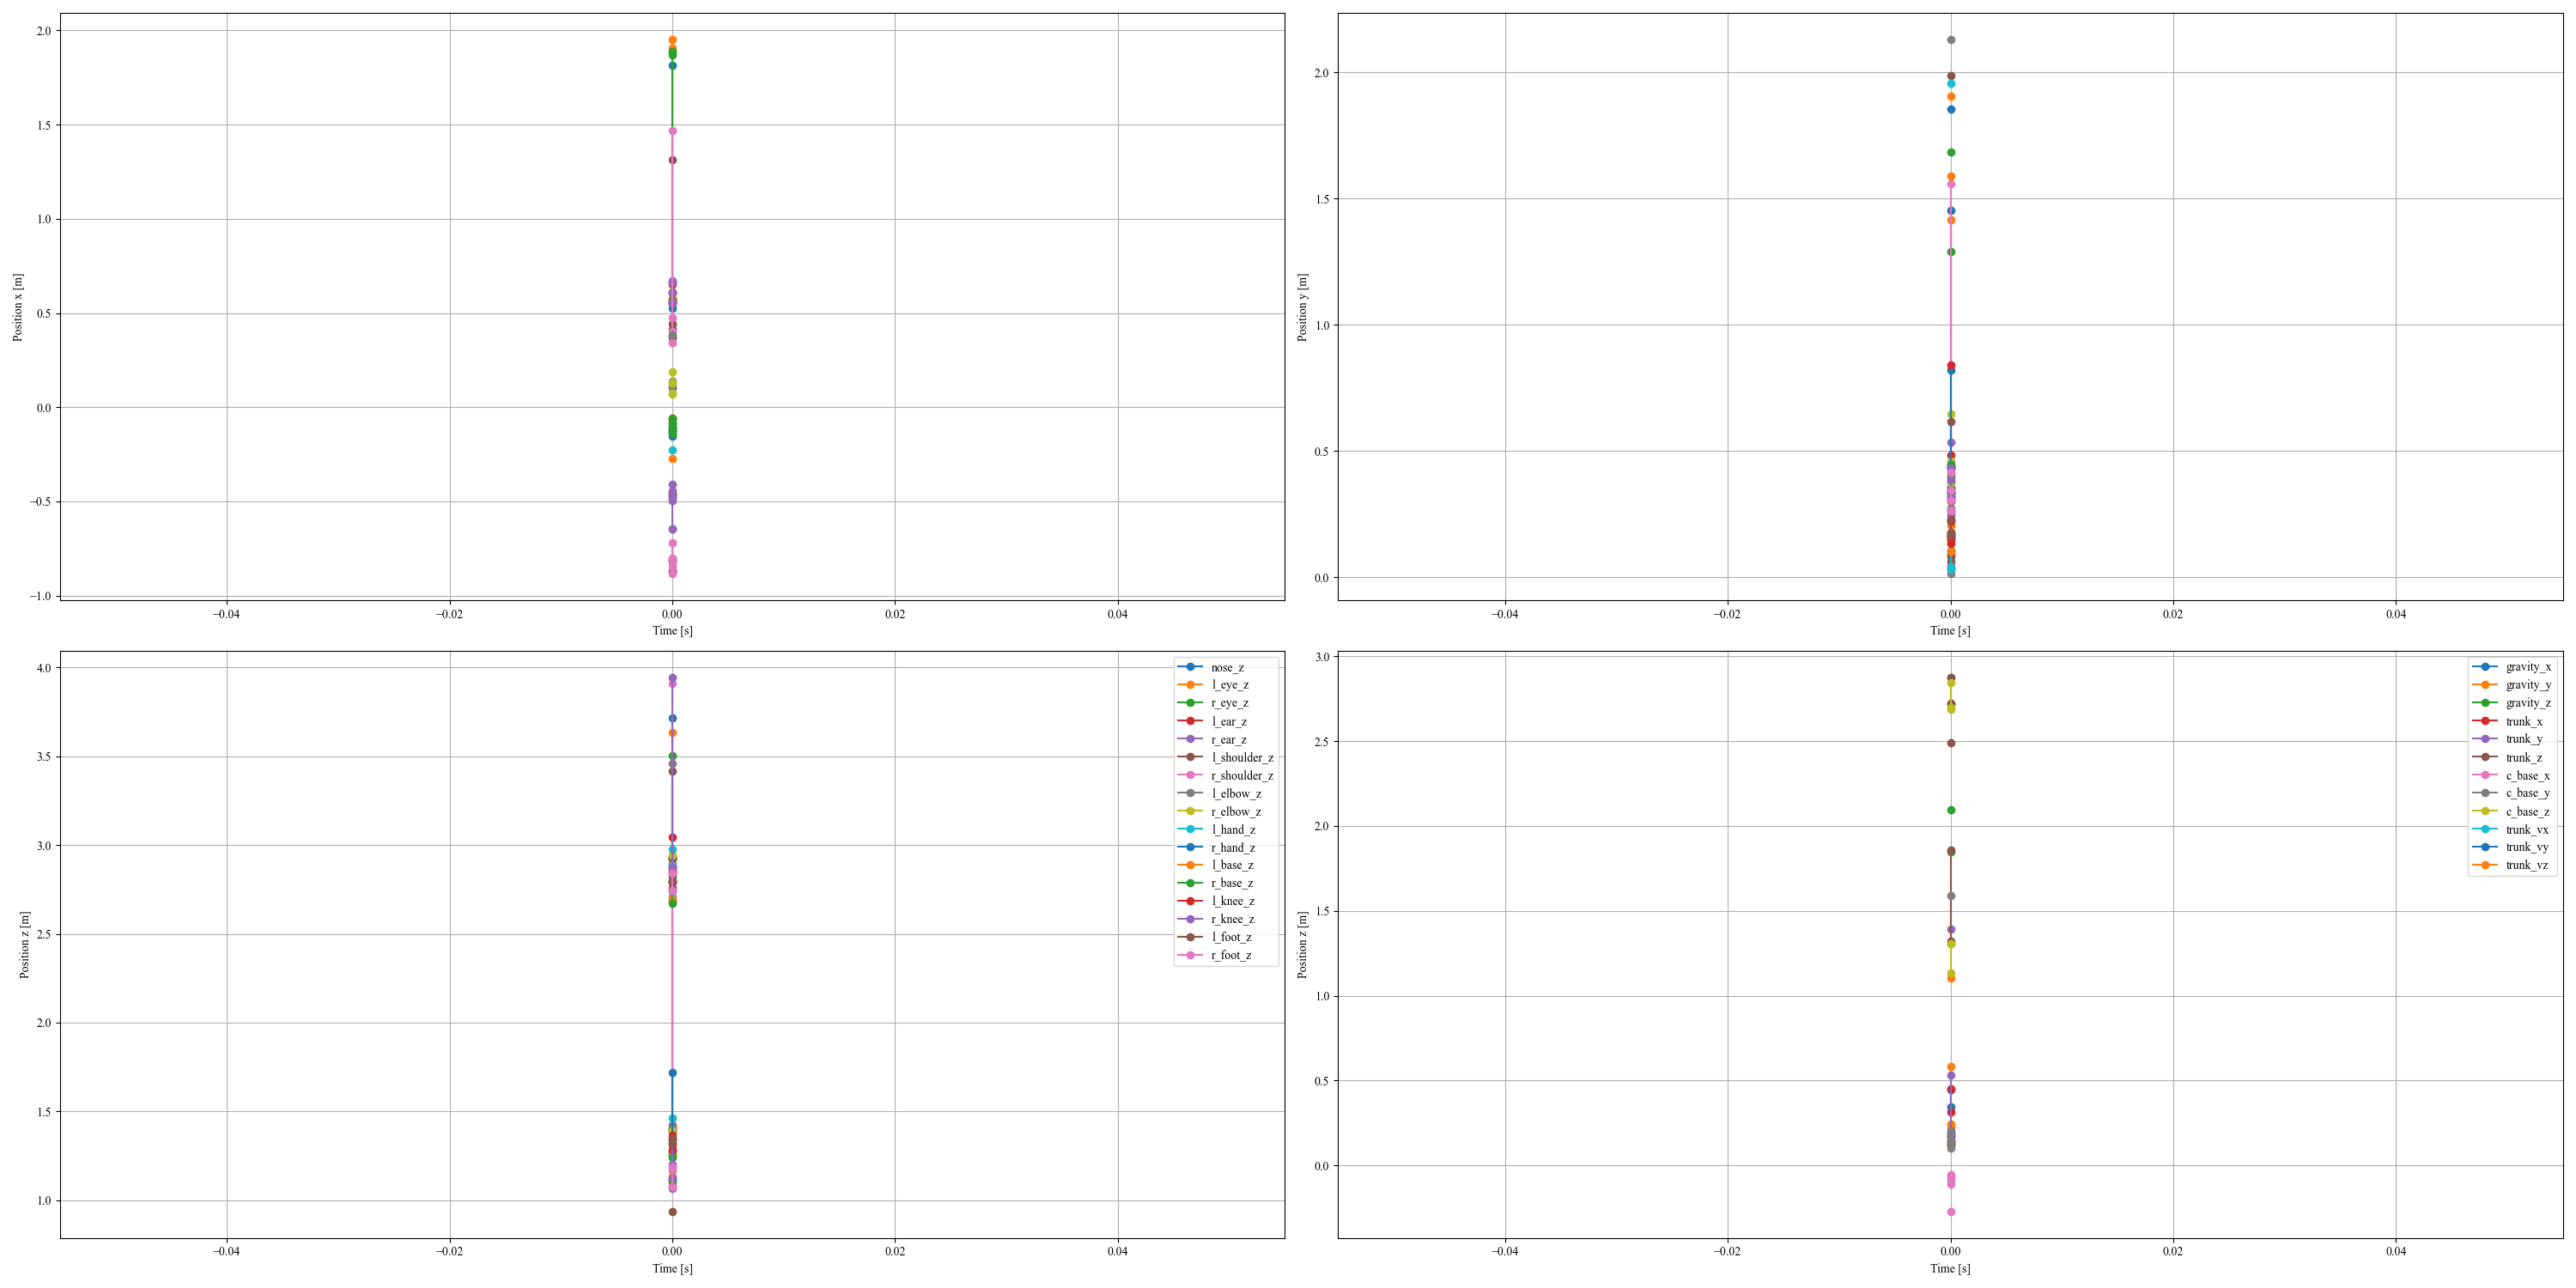 2.0
1.5
1.0
0.5
0.0
−0.5
−1.0
Position x [m]
−0.04
−0.02
0.00
0.02
0.04
Time [s]
2.0
1.5
1.0
0.5
0.0
Position y [m]
−0.04
−0.02
0.00
0.02
0.04
Time [s]
4.0
3.5
3.0
2.5
2.0
1.5
1.0
Position z [m]
nose_z
l_eye_z
r_eye_z
l_ear_z
r_ear_z
l_shoulder_z
r_shoulder_z
l_elbow_z
r_elbow_z
l_hand_z
r_hand_z
l_base_z
r_base_z
l_knee_z
r_knee_z
l_foot_z
r_foot_z
−0.04
−0.02
0.00
0.02
0.04
Time [s]
3.0
2.5
2.0
1.5
1.0
0.5
0.0
Position z [m]
gravity_x
gravity_y
gravity_z
trunk_x
trunk_y
trunk_z
c_base_x
c_base_y
c_base_z
trunk_vx
trunk_vy
trunk_vz
−0.04
−0.02
0.00
0.02
0.04
Time [s]